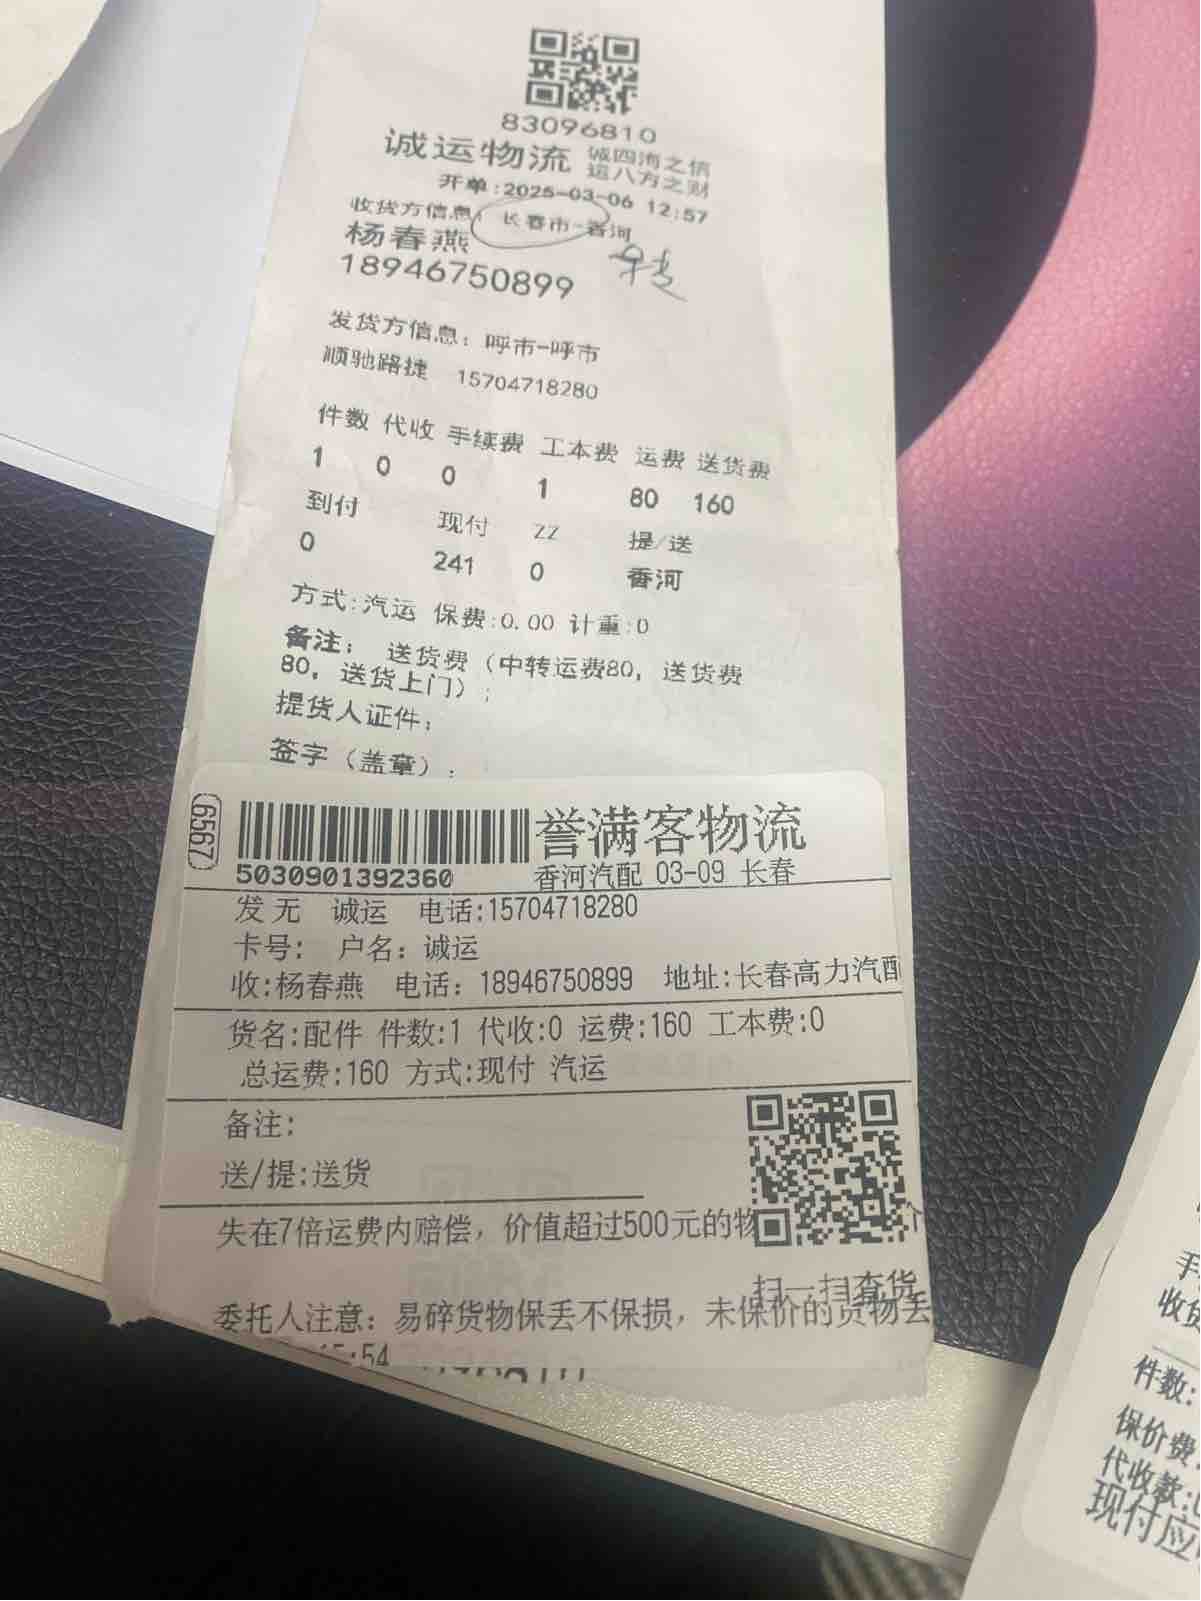 83096810
诚运物流 诚四海之信
运八方之财
开单:2025-03-06 12:57
收货方信息: 长春市-香河
杨春燕
转
18946750899
发货方信息: 呼市-呼市
顺驰路捷 15704718280
件数 代收 手续费 工本费 运费 送货费
1 0 0 1 80 160
到付 现付 ZZ 提/送
0 241 0 香河
方式:汽运 保费:0.00 计重:0
备注: 送货费（中转运费80, 送货费
80, 送货上门）;
提货人证件:
签字（盖章）.
6567
誉满客物流
5030901392360 香河汽配 03-09 长春
发 无 诚运 电话:15704718280
卡号: 户名: 诚运
收:杨春燕 电话: 18946750899 地址:长春高力汽配
货名:配件 件数:1 代收:0 运费:160 工本费:0
总运费:160 方式:现付 汽运
备注:
送/提:送货
失在7倍运费内赔偿, 价值超过500元的物
扫一扫查货
委托人注意: 易碎货物保丢不保损, 未保价的货物丢
:54
手
收货
件数:
保价费
代收款:
现付应